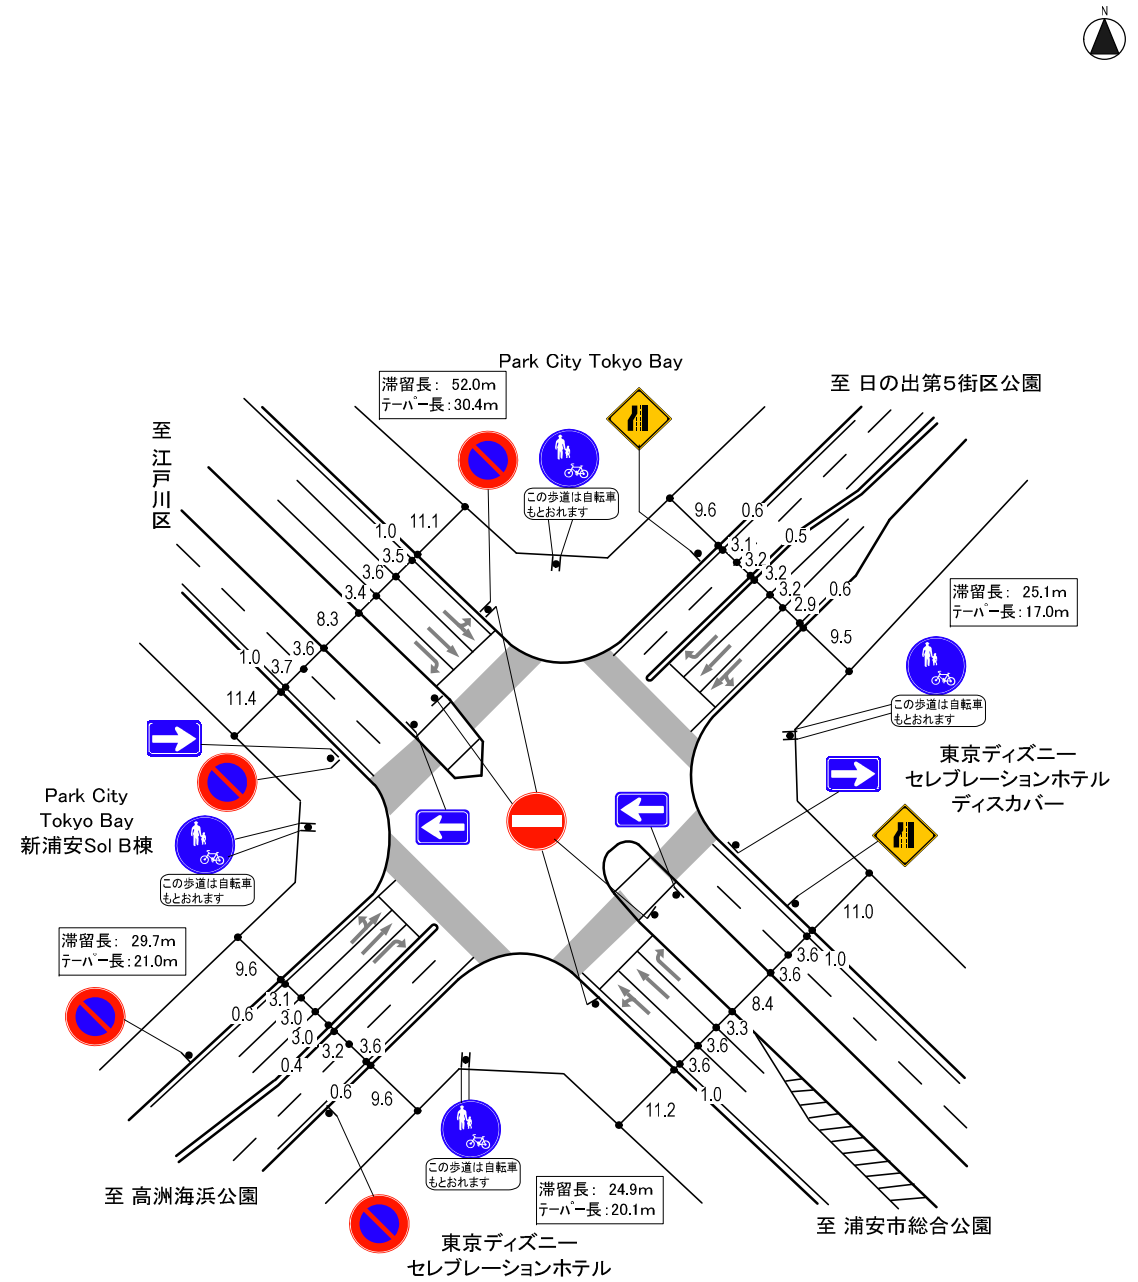 N
Park City Tokyo Bay
滞留長： 52.0m
テーパー長：30.4m
至 日の出第5街区公園
至 江戸川区
この歩道は自転車
もとおれます
1.0
11.1
3.5
3.6
3.4
8.3
3.6
3.7
1.0
11.4
9.6
0.6
3.1
0.5
3.2
3.2
3.2
2.9
0.6
9.5
滞留長： 25.1m
テーパー長：17.0m
この歩道は自転車
もとおれます
東京ディズニー
セレブレーションホテル
ディスカバー
Park City
Tokyo Bay
新浦安Sol B棟
この歩道は自転車
もとおれます
滞留長： 29.7m
テーパー長：21.0m
9.6
0.6
3.1
3.0
3.0
3.2
0.4
3.6
0.6
9.6
11.0
1.0
3.6
3.6
8.4
3.3
3.6
3.6
1.0
11.2
この歩道は自転車
もとおれます
滞留長： 24.9m
テーパー長：20.1m
至 高洲海浜公園
至 浦安市総合公園
東京ディズニー
セレブレーションホテル